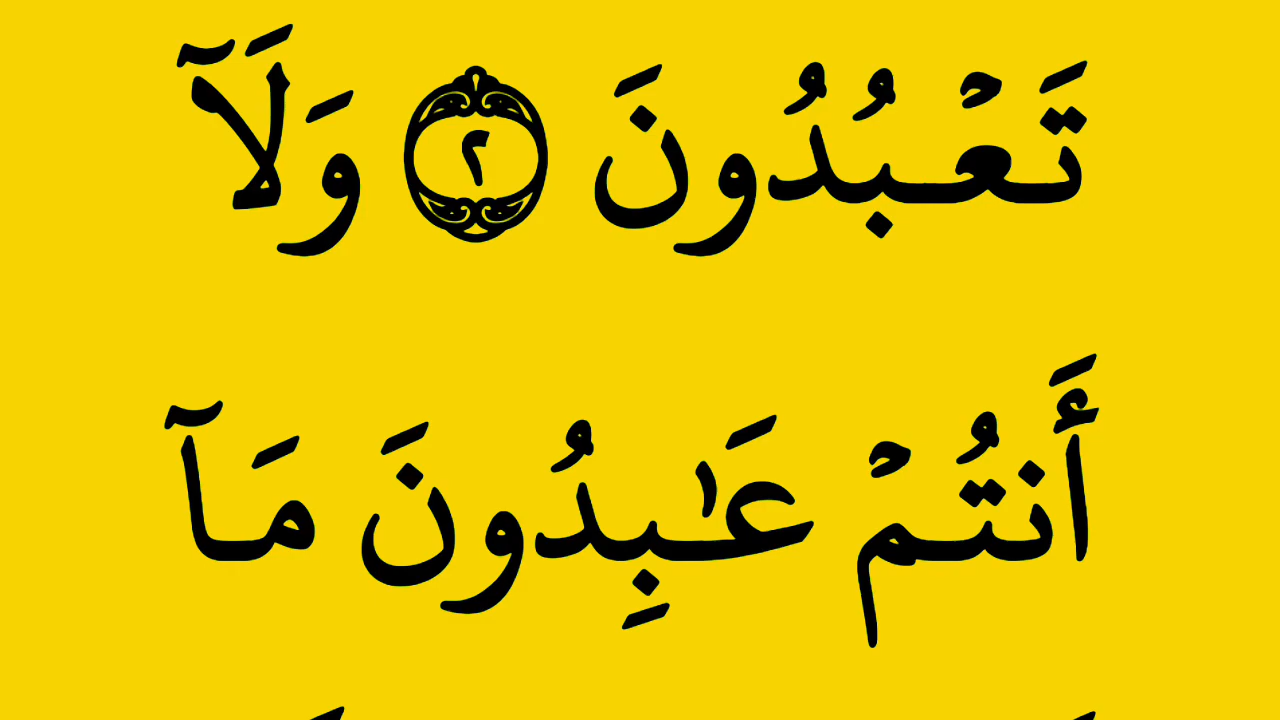 تَعۡبُدُونَ ٢ وَلَآ
أَنتُمۡ عَٰبِدُونَ مَآ